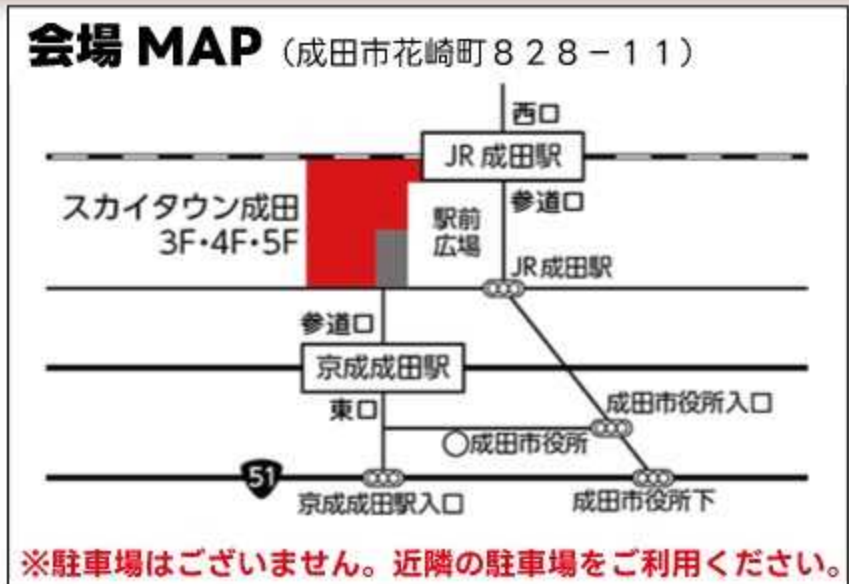 会場 MAP（成田市花崎町８２８－１１）
西口
JR 成田駅
スカイタウン成田
3F・4F・5F
駅前
広場
参道口
JR 成田駅
参道口
京成成田駅
東口
成田市役所入口
○成田市役所
51
京成成田駅入口
成田市役所下
※駐車場はございません。近隣の駐車場をご利用ください。